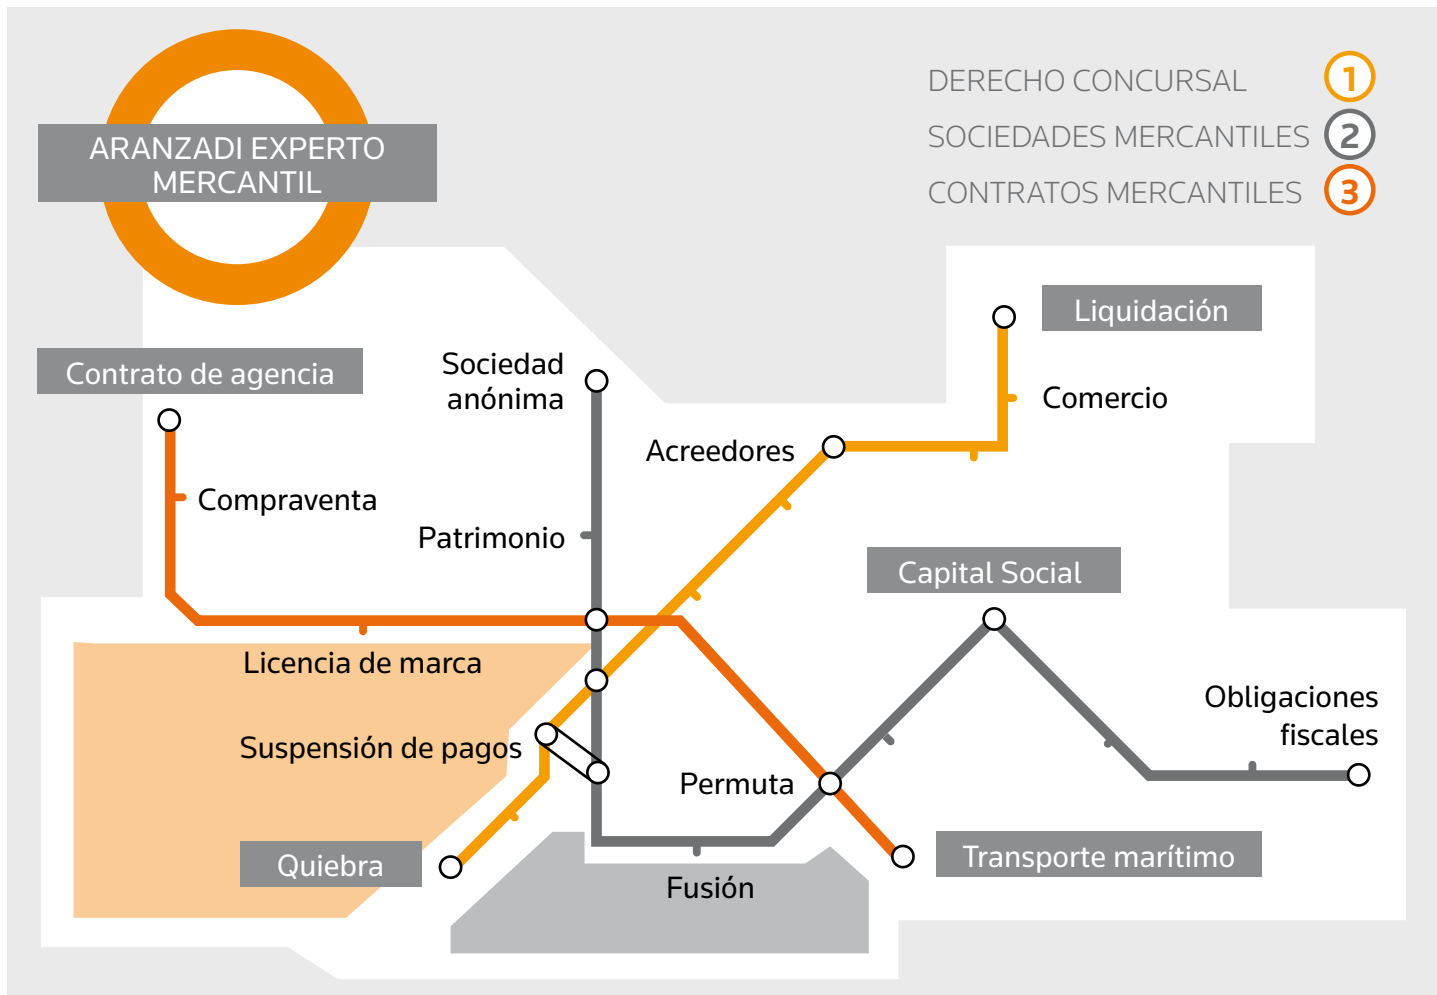 ARANZADI EXPERTO
MERCANTIL
DERECHO CONCURSAL 1
SOCIEDADES MERCANTILES 2
CONTRATOS MERCANTILES 3
Liquidación
Contrato de agencia
Sociedad
anónima
Comercio
Acreedores
Compraventa
Patrimonio
Capital Social
Licencia de marca
Obligaciones
fiscales
Suspensión de pagos
Permuta
Quiebra
Transporte marítimo
Fusión